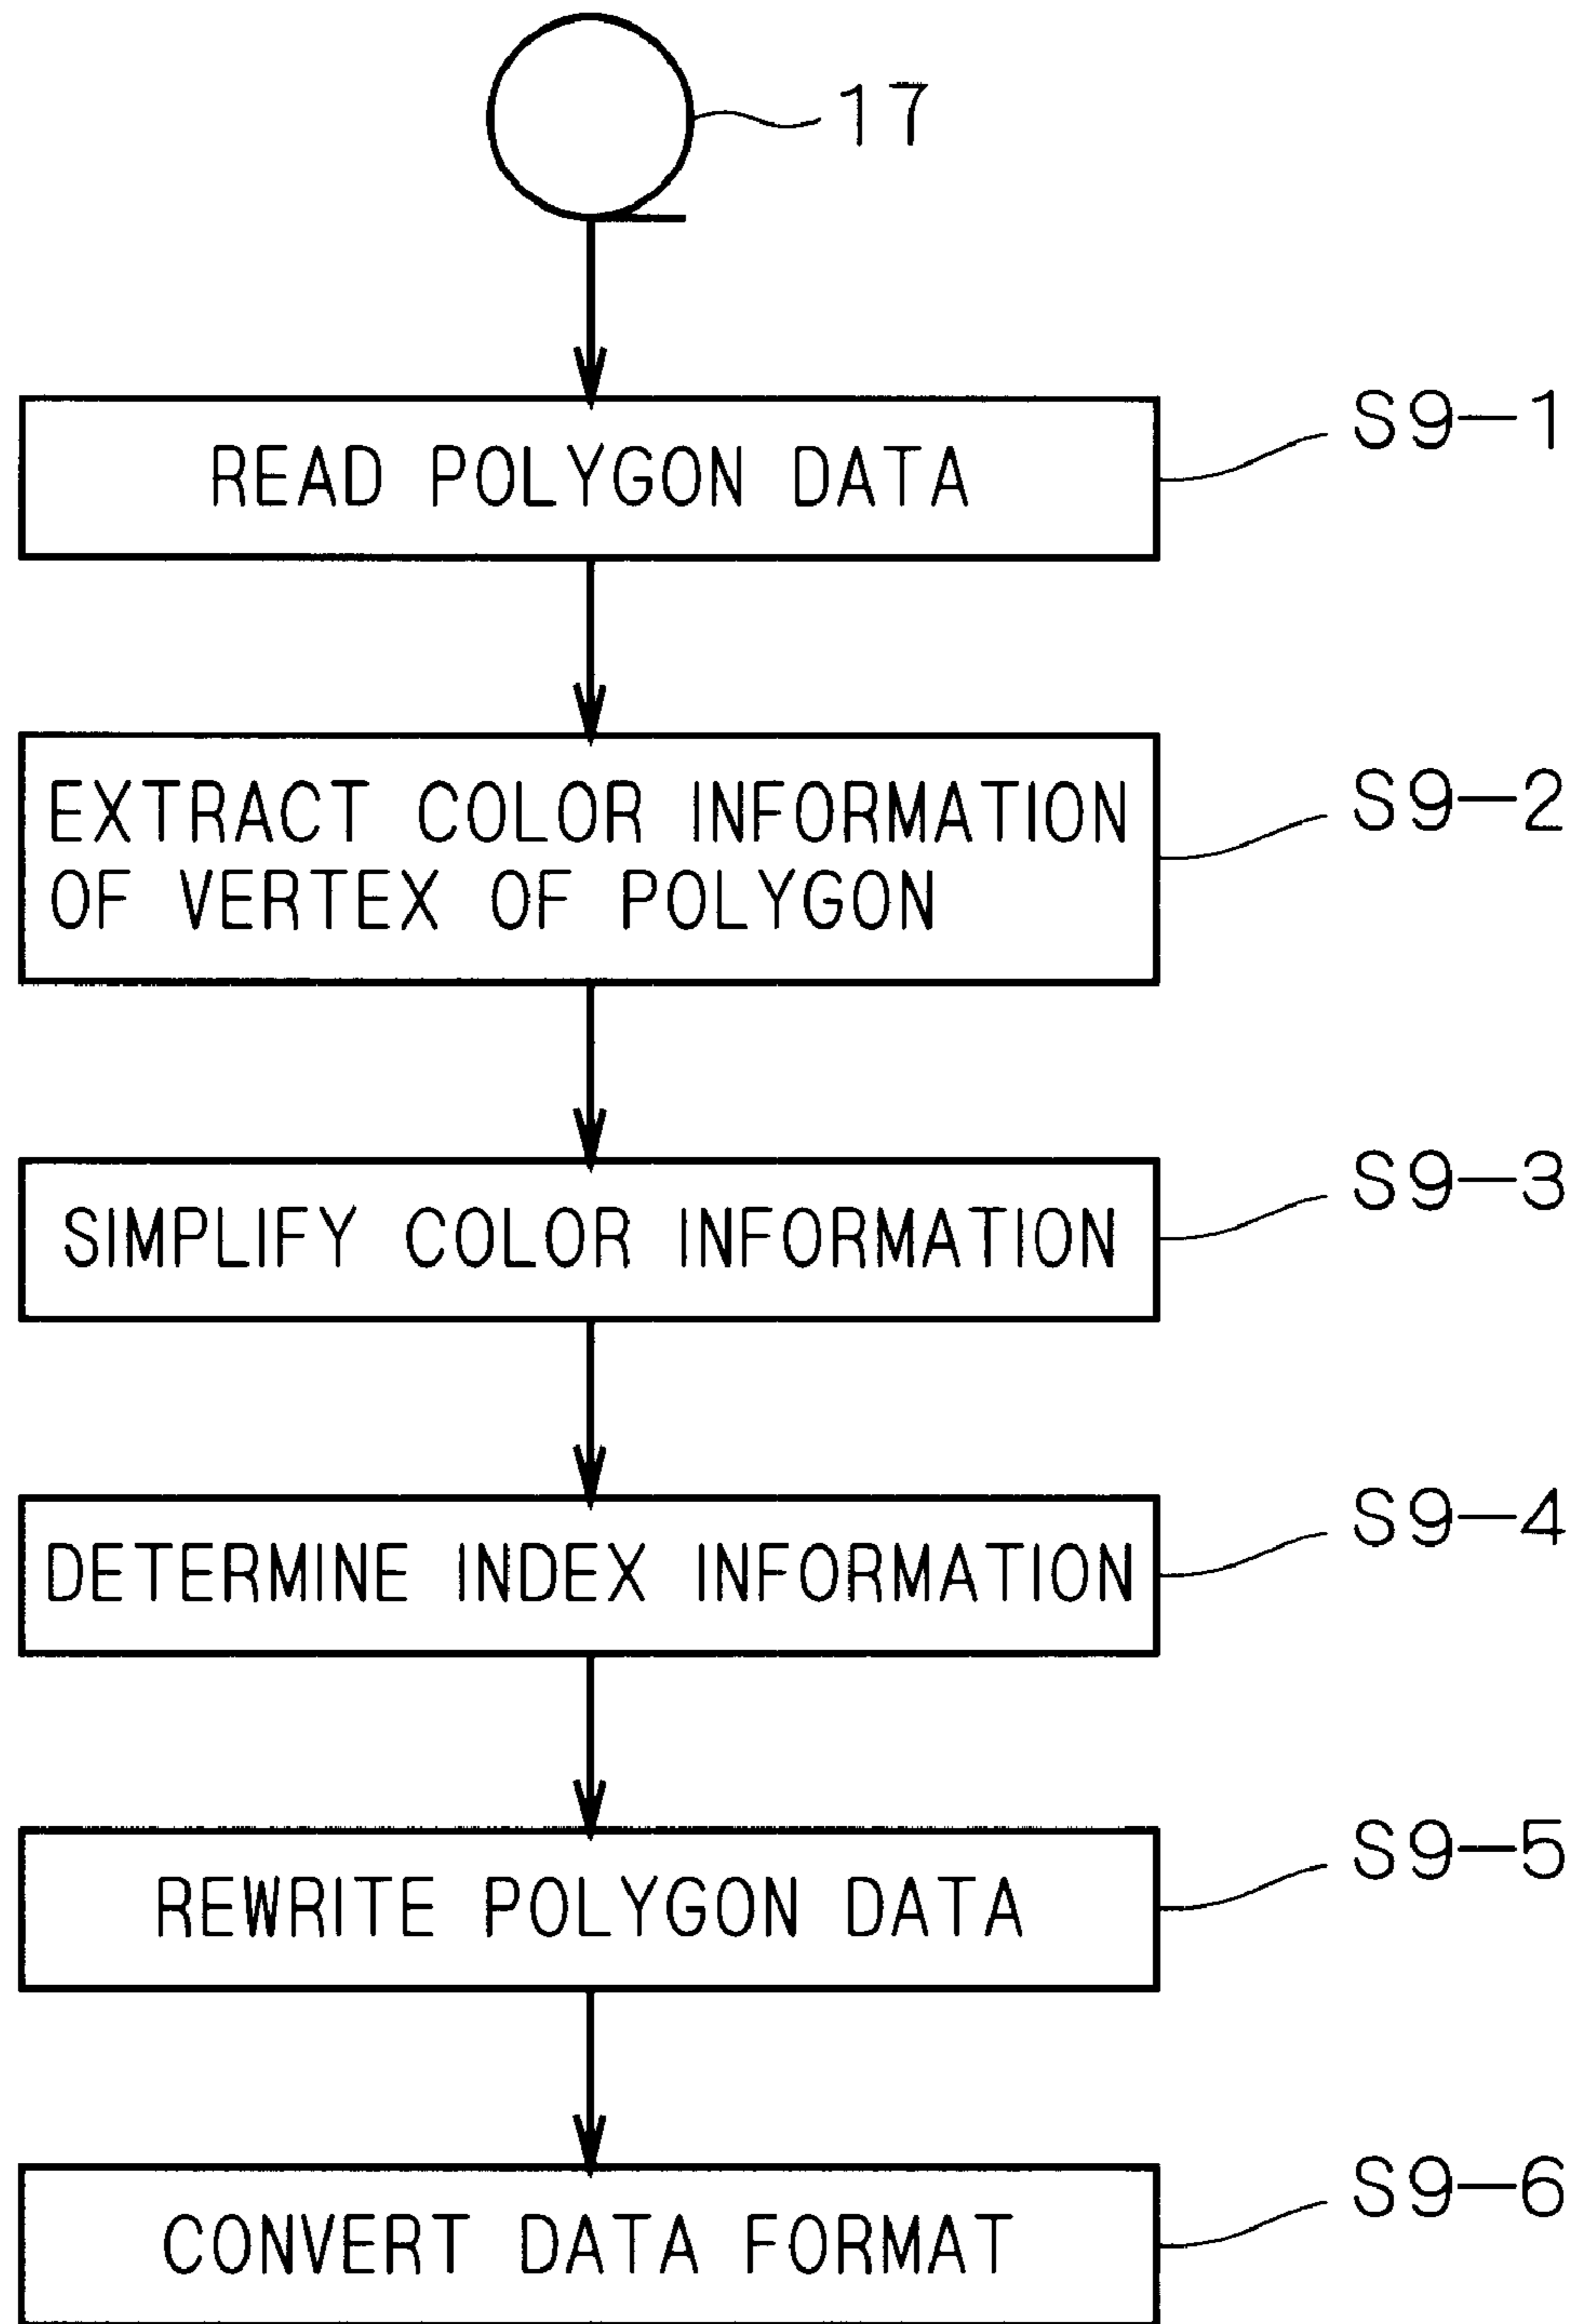 17
READ POLYGON DATA
S9-1
EXTRACT COLOR INFORMATION
OF VERTEX OF POLYGON
S9-2
SIMPLIFY COLOR INFORMATION
S9-3
DETERMINE INDEX INFORMATION
S9-4
REWRITE POLYGON DATA
S9-5
CONVERT DATA FORMAT
S9-6